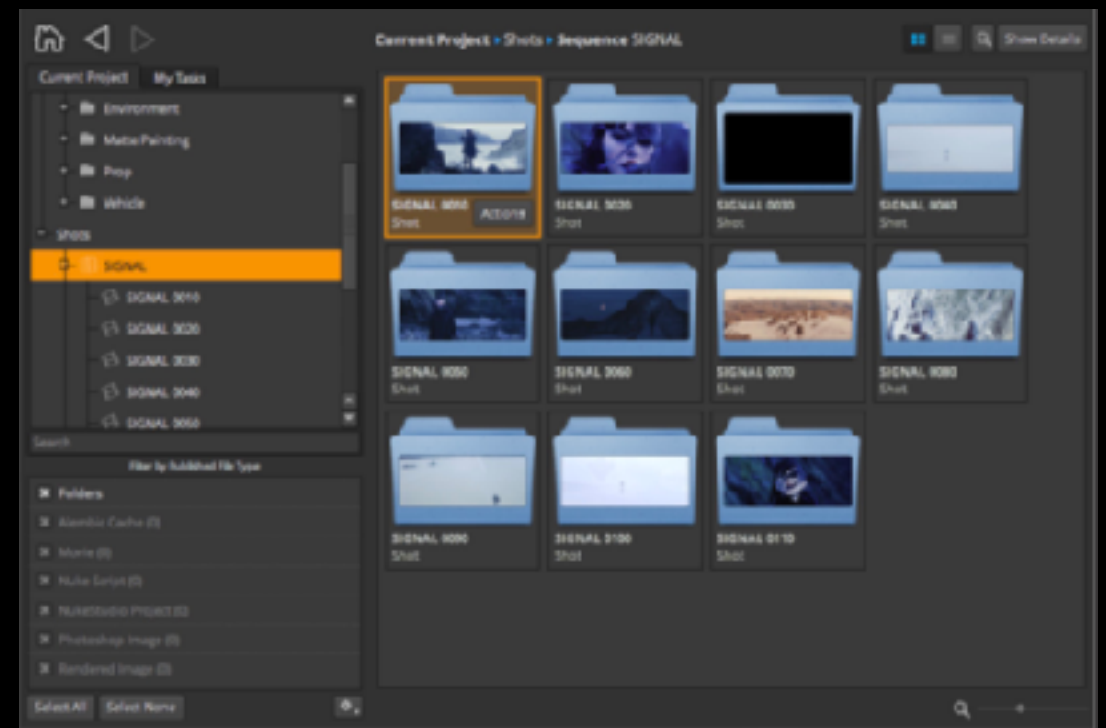 Current Project ▸ Shots ▸ Sequence SIGNAL
Show Details
Current Project
My Tasks
Environment
Matte Painting
Prop
Vehicle
Shots
SIGNAL
SIGNAL 0010
SIGNAL 0020
SIGNAL 0030
SIGNAL 0040
SIGNAL 0050
Search
Filter by Published File Type
Folders
Alembic Cache (0)
Movie (0)
Nuke Script (0)
NukeStudio Project (0)
Photoshop Image (0)
Rendered Image (0)
Select All
Select None
SIGNAL 0010
Shot
Actions
SIGNAL 0020
Shot
SIGNAL 0030
Shot
SIGNAL 0040
Shot
SIGNAL 0050
Shot
SIGNAL 0060
Shot
SIGNAL 0070
Shot
SIGNAL 0080
Shot
SIGNAL 0090
Shot
SIGNAL 0100
Shot
SIGNAL 0110
Shot